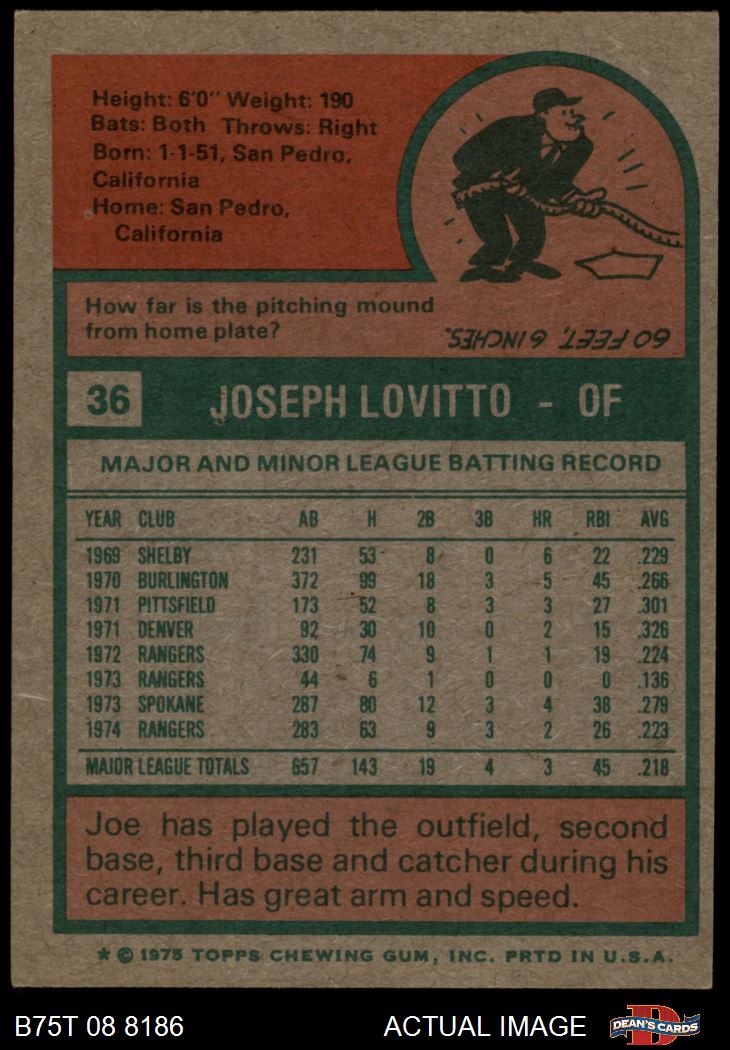 Height: 6'0" Weight: 190
Bats: Both Throws: Right
Born: 1-1-51, San Pedro,
California
Home: San Pedro,
California
How far is the pitching mound
from home plate?
60 FEET, 6 INCHES.
36 JOSEPH LOVITTO - OF
MAJOR AND MINOR LEAGUE BATTING RECORD
YEAR CLUB AB H 2B 3B HR RBI AVG
1969 SHELBY 231 53 8 0 6 22 .229
1970 BURLINGTON 372 99 18 3 5 45 .266
1971 PITTSFIELD 173 52 8 3 3 27 .301
1971 DENVER 92 30 10 0 2 15 .326
1972 RANGERS 330 74 9 1 1 19 .224
1973 RANGERS 44 6 1 0 0 0 .136
1973 SPOKANE 287 80 12 3 4 38 .279
1974 RANGERS 283 63 9 3 2 26 .223
MAJOR LEAGUE TOTALS 657 143 19 4 3 45 .218
Joe has played the outfield, second
base, third base and catcher during his
career. Has great arm and speed.
* © 1975 TOPPS CHEWING GUM, INC. PRTD IN U.S.A.
B75T 08 8186 ACTUAL IMAGE D DEAN'S CARDS